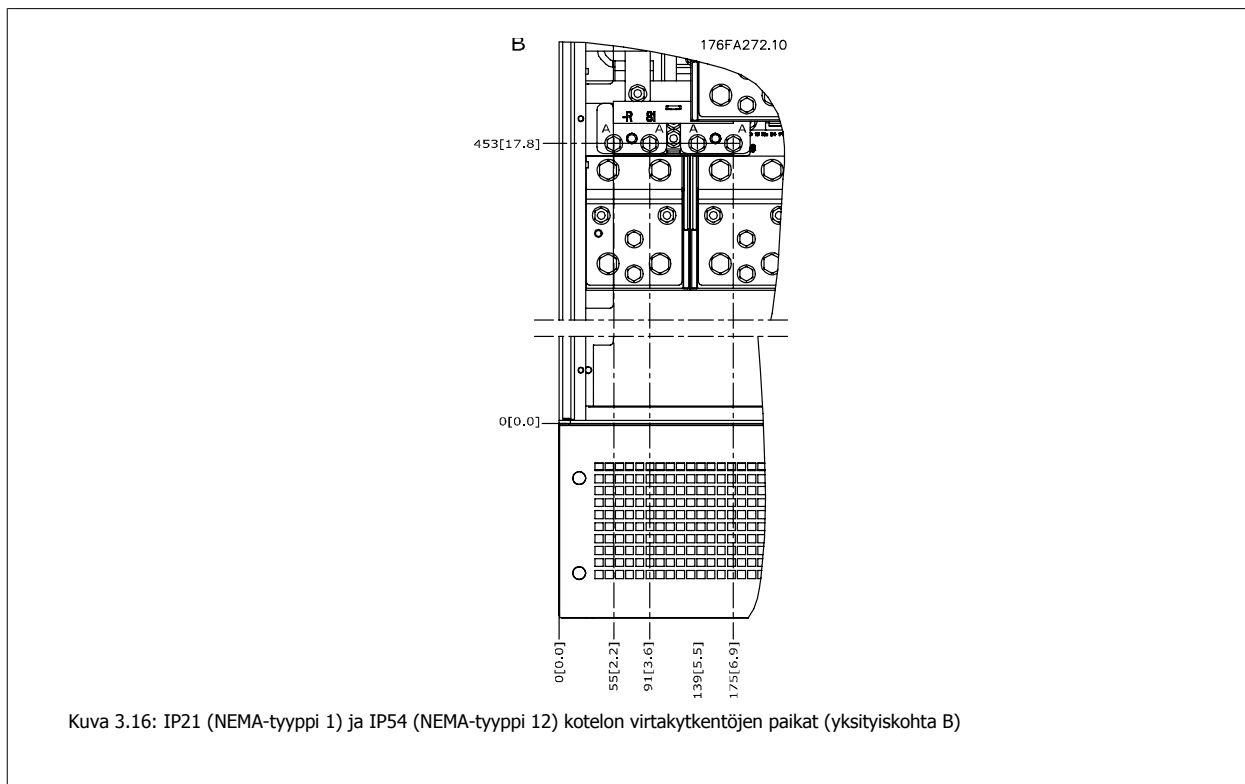 B
176FA272.10
-R 81
A A A A
453[17.8]
0[0.0]
0[0.0]
55[2.2]
91[3.6]
139[5.5]
175[6.9]
Kuva 3.16: IP21 (NEMA-tyyppi 1) ja IP54 (NEMA-tyyppi 12) kotelon virtakytkentöjen paikat (yksityiskohta B)